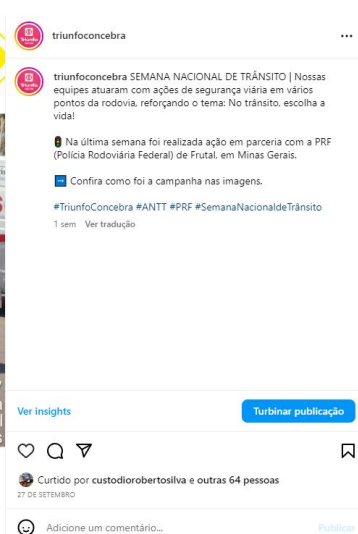 triunfoconcebra
triunfoconcebra SEMANA NACIONAL DE TRÂNSITO | Nossas
equipes atuaram com ações de segurança viária em vários
pontos da rodovia, reforçando o tema: No trânsito, escolha a
vida!
🚦 Na última semana foi realizada ação em parceria com a PRF
(Polícia Rodoviária Federal) de Frutal, em Minas Gerais.
➡️ Confira como foi a campanha nas imagens.
#TriunfoConcebra #ANTT #PRF #SemanaNacionaldeTrânsito
1 sem Ver tradução
Ver insights
Turbinar publicação
Curtido por custodiorobertosilva e outras 64 pessoas
27 DE SETEMBRO
Adicione um comentário...
Publicar